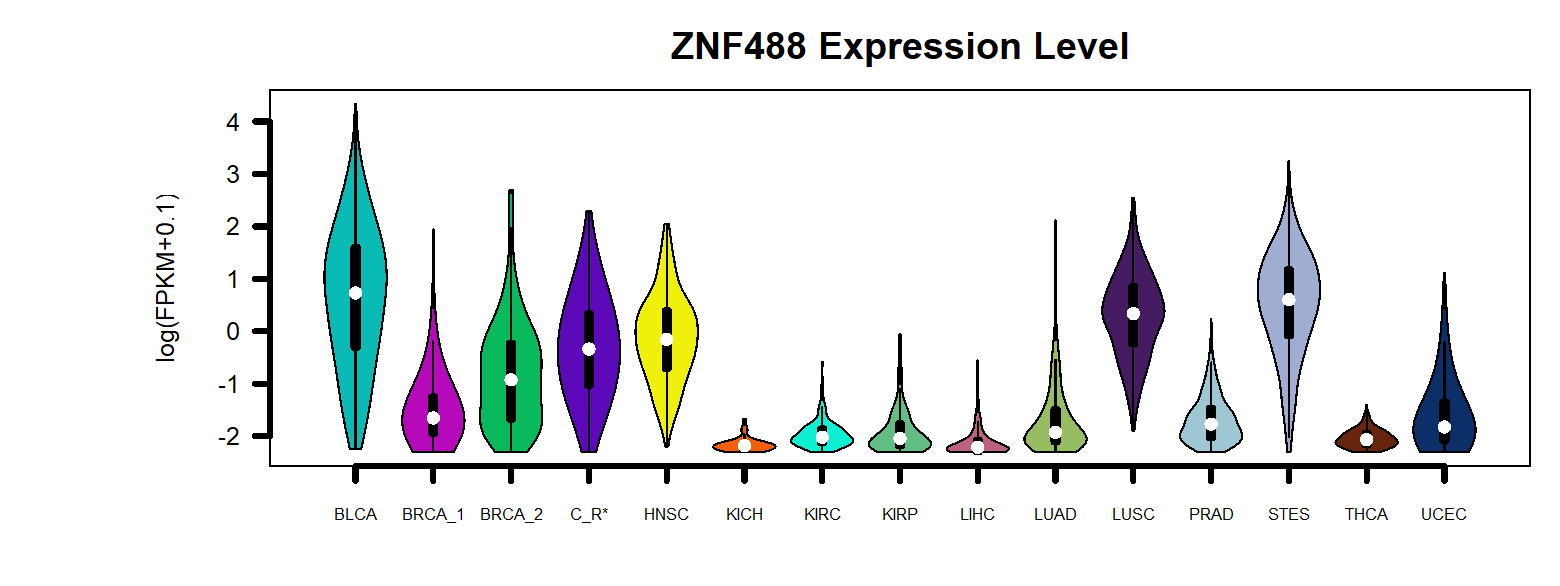 ZNF488 Expression Level
log(FPKM+0.1)
4
3
2
1
0
-1
-2
BLCA BRCA_1 BRCA_2 C_R* HNSC KICH KIRC KIRP LIHC LUAD LUSC PRAD STES THCA UCEC